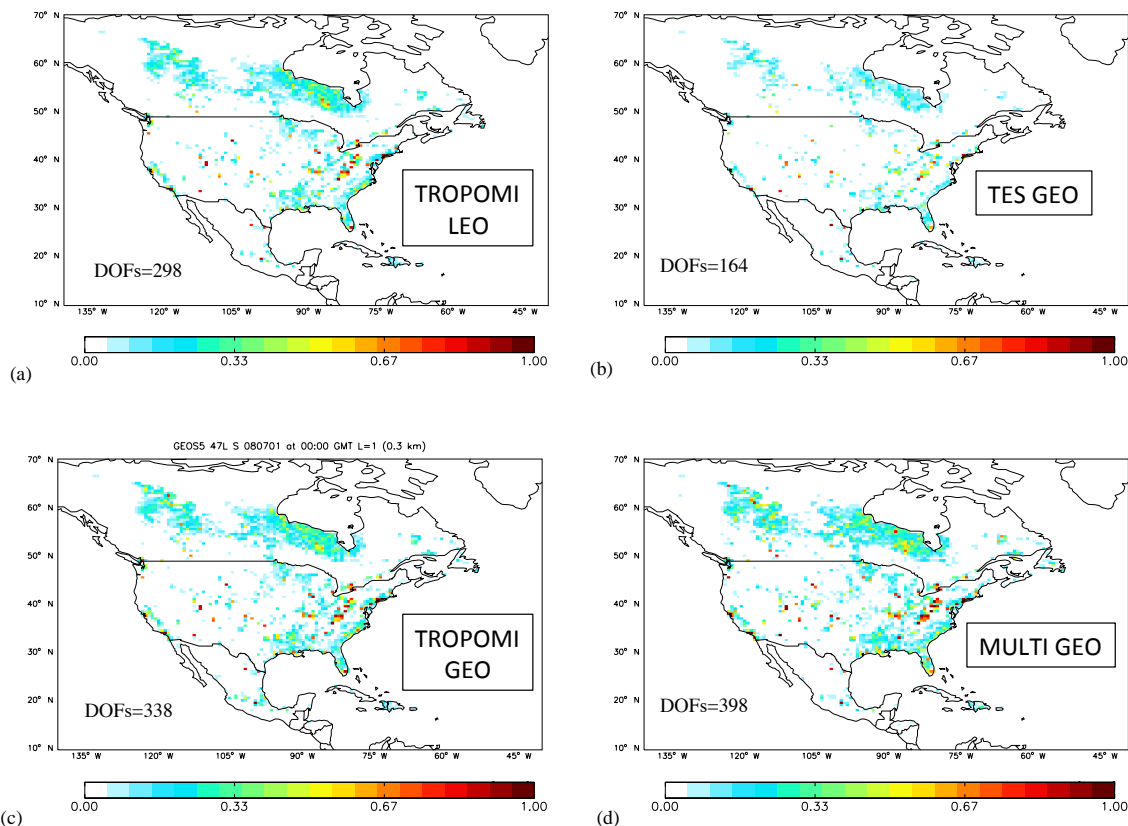 70° N
60° N
50° N
40° N
30° N
20° N
10° N
TROPOMI
LEO
DOFs=298
135° W 120° W 105° W 90° W 75° W 60° W 45° W
0.00 0.33 0.67 1.00
(a)
70° N
60° N
50° N
40° N
30° N
20° N
10° N
TES GEO
DOFs=164
135° W 120° W 105° W 90° W 75° W 60° W 45° W
0.00 0.33 0.67 1.00
(b)
GEOS5 47L S 080701 at 00:00 GMT L=1 (0.3 km)
70° N
60° N
50° N
40° N
30° N
20° N
10° N
TROPOMI
GEO
DOFs=338
135° W 120° W 105° W 90° W 75° W 60° W 45° W
0.00 0.33 0.67 1.00
(c)
70° N
60° N
50° N
40° N
30° N
20° N
10° N
MULTI GEO
DOFs=398
135° W 120° W 105° W 90° W 75° W 60° W 45° W
0.00 0.33 0.67 1.00
(d)